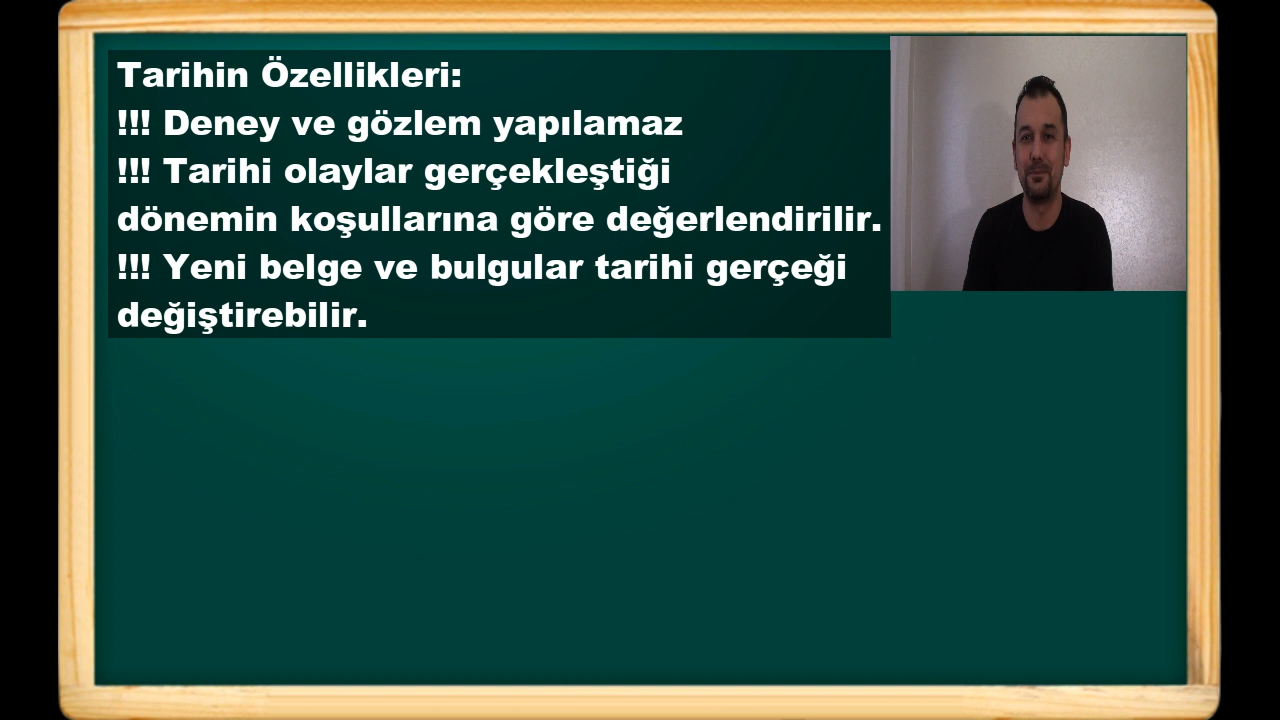 Tarihin Özellikleri:
!!! Deney ve gözlem yapılamaz
!!! Tarihi olaylar gerçekleştiği
dönemin koşullarına göre değerlendirilir.
!!! Yeni belge ve bulgular tarihi gerçeği
değiştirebilir.